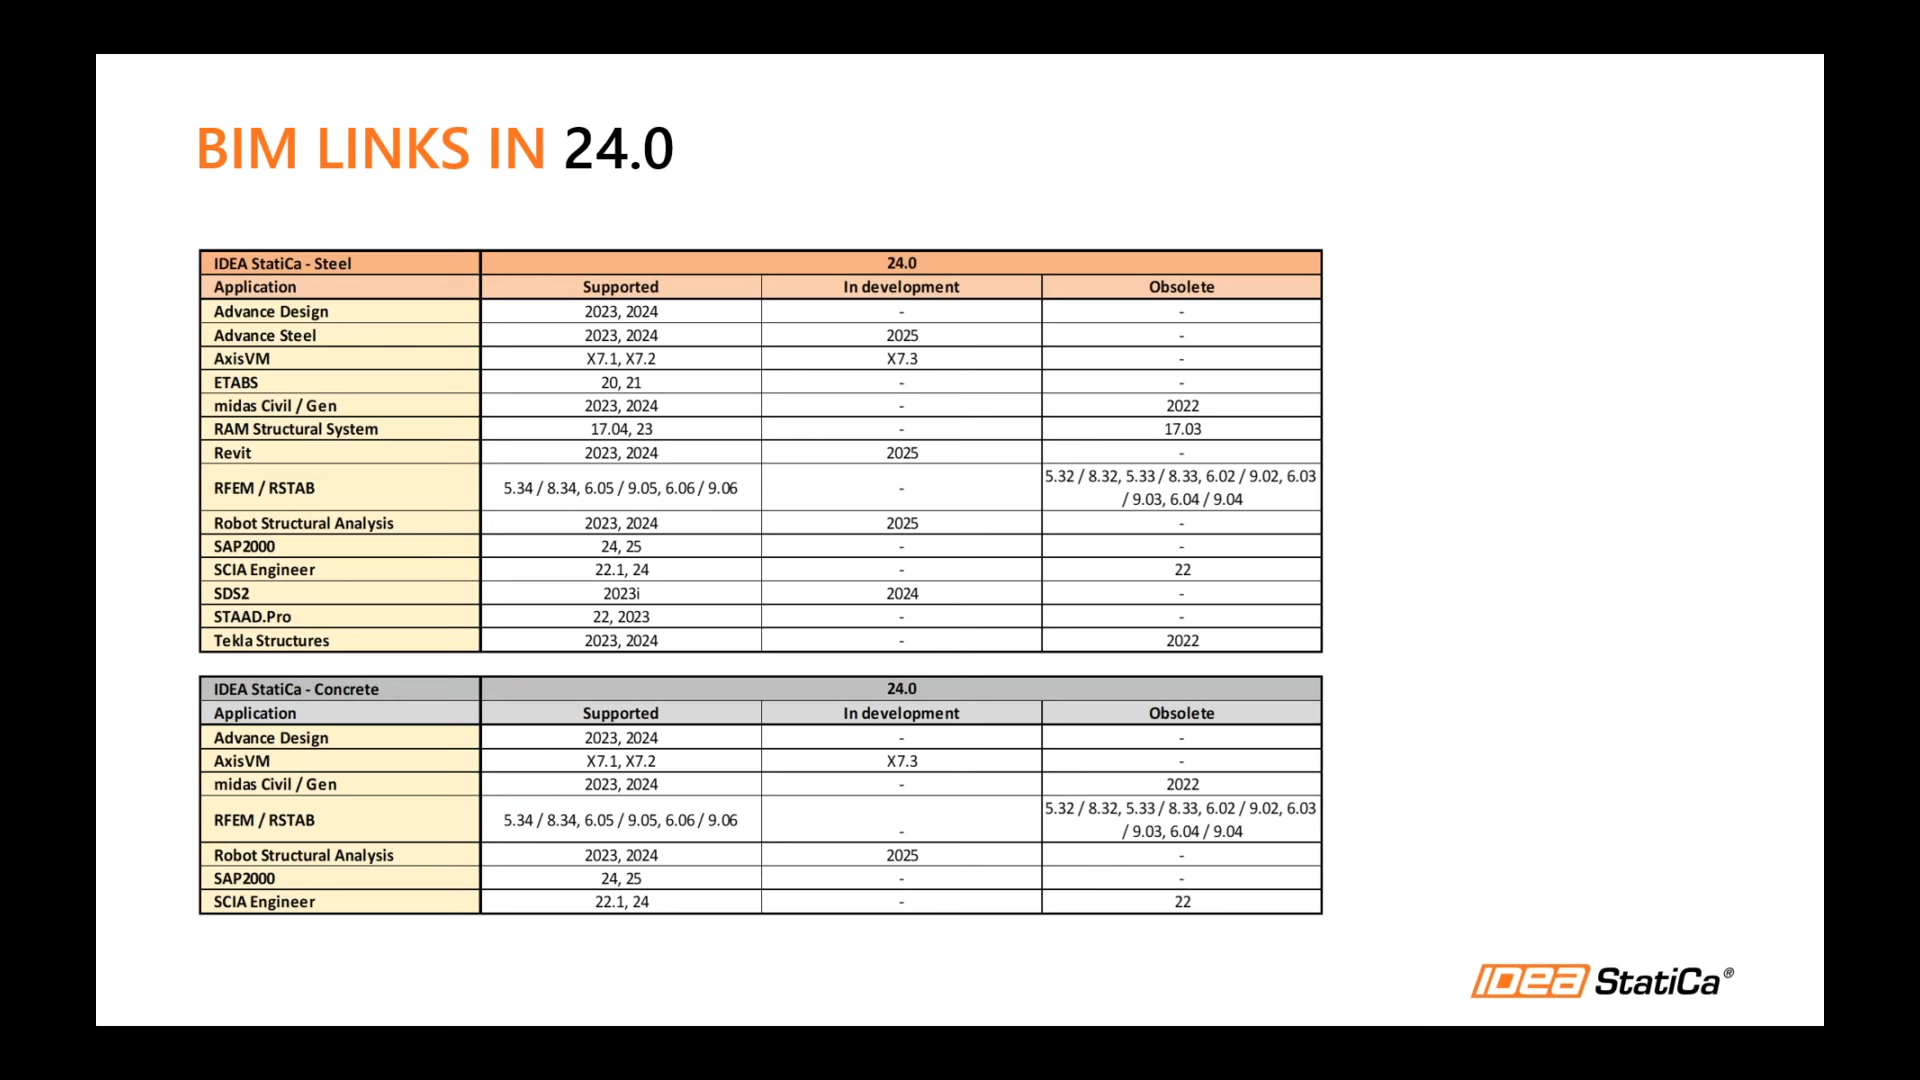 BIM LINKS IN 24.0
IDEA StatiCa - Steel 24.0
Application Supported In development Obsolete
Advance Design 2023, 2024 - -
Advance Steel 2023, 2024 2025 -
AxisVM X7.1, X7.2 X7.3 -
ETABS 20, 21 - -
midas Civil / Gen 2023, 2024 - 2022
RAM Structural System 17.04, 23 - 17.03
Revit 2023, 2024 2025 -
RFEM / RSTAB 5.34 / 8.34, 6.05 / 9.05, 6.06 / 9.06 - 5.32 / 8.32, 5.33 / 8.33, 6.02 / 9.02, 6.03
/ 9.03, 6.04 / 9.04
Robot Structural Analysis 2023, 2024 2025 -
SAP2000 24, 25 - -
SCIA Engineer 22.1, 24 - 22
SDS2 2023i 2024 -
STAAD.Pro 22, 2023 - -
Tekla Structures 2023, 2024 - 2022
IDEA StatiCa - Concrete 24.0
Application Supported In development Obsolete
Advance Design 2023, 2024 - -
AxisVM X7.1, X7.2 X7.3 -
midas Civil / Gen 2023, 2024 - 2022
RFEM / RSTAB 5.34 / 8.34, 6.05 / 9.05, 6.06 / 9.06 - 5.32 / 8.32, 5.33 / 8.33, 6.02 / 9.02, 6.03
/ 9.03, 6.04 / 9.04
Robot Structural Analysis 2023, 2024 2025 -
SAP2000 24, 25 - -
SCIA Engineer 22.1, 24 - 22
IDEA StatiCa®